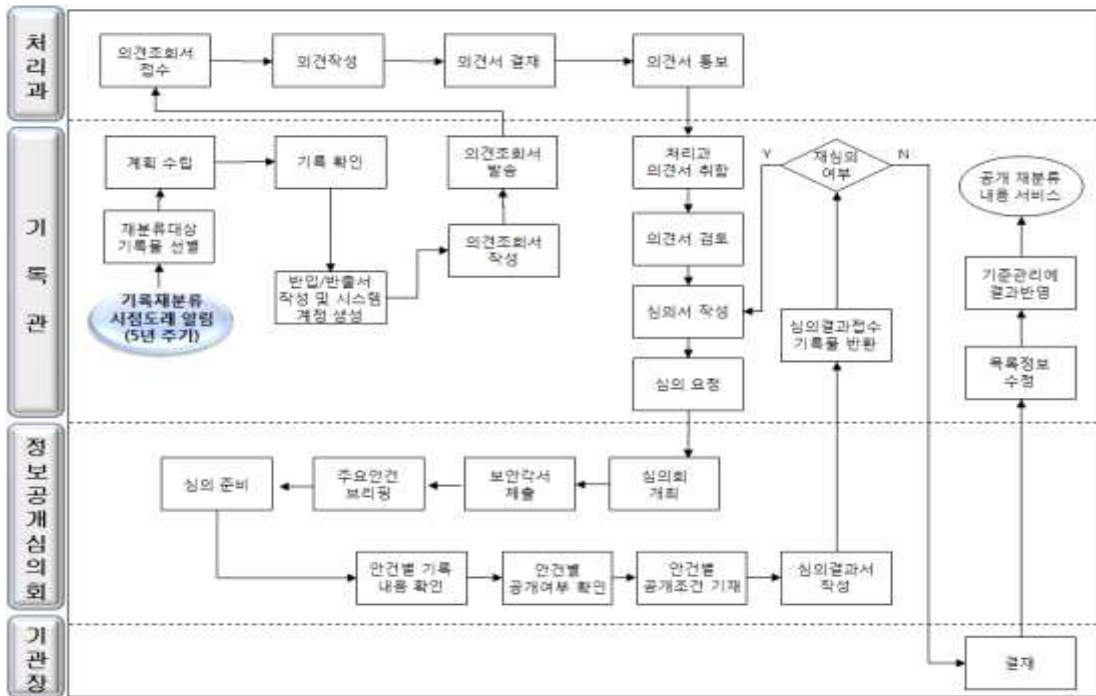 처리과
의견조회서
접수
의견작성
의견서 결재
의견서 통보
기록관
계획 수립
기록 확인
의견조회서
발송
처리과
의견서 취합
Y
재심의
여부
N
공개 재분류
내용 서비스
재분류대상
기록물 선별
의견조회서
작성
의견서 검토
기준관리에
결과반영
기록재분류
시점도래 알림
(5년 주기)
반입/반출서
작성 및 시스템
계정 생성
심의서 작성
심의결과접수
기록물 반환
심의 요청
목록정보
수정
정보공개심의회
심의 준비
주요안건
브리핑
보안각서
제출
심의회
개최
안건별 기록
내용 확인
안건별
공개여부 확인
안건별
공개조건 기재
심의결과서
작성
기관장
결재